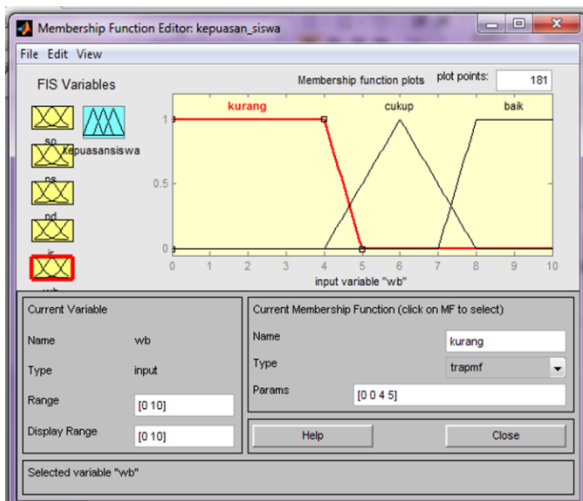 Membership Function Editor: kepuasan_siswa
File Edit View
FIS Variables
Membership function plots
plot points:
181
sp
kepuasansiswa
ns
nd
kurang
cukup
baik
1
0.5
0
0 1 2 3 4 5 6 7 8 9 10
input variable "wb"
Current Variable
Name wb
Type input
Range [0 10]
Display Range [0 10]
Current Membership Function (click on MF to select)
Name kurang
Type trapmf
Params [0 0 4 5]
Help Close
Selected variable "wb"